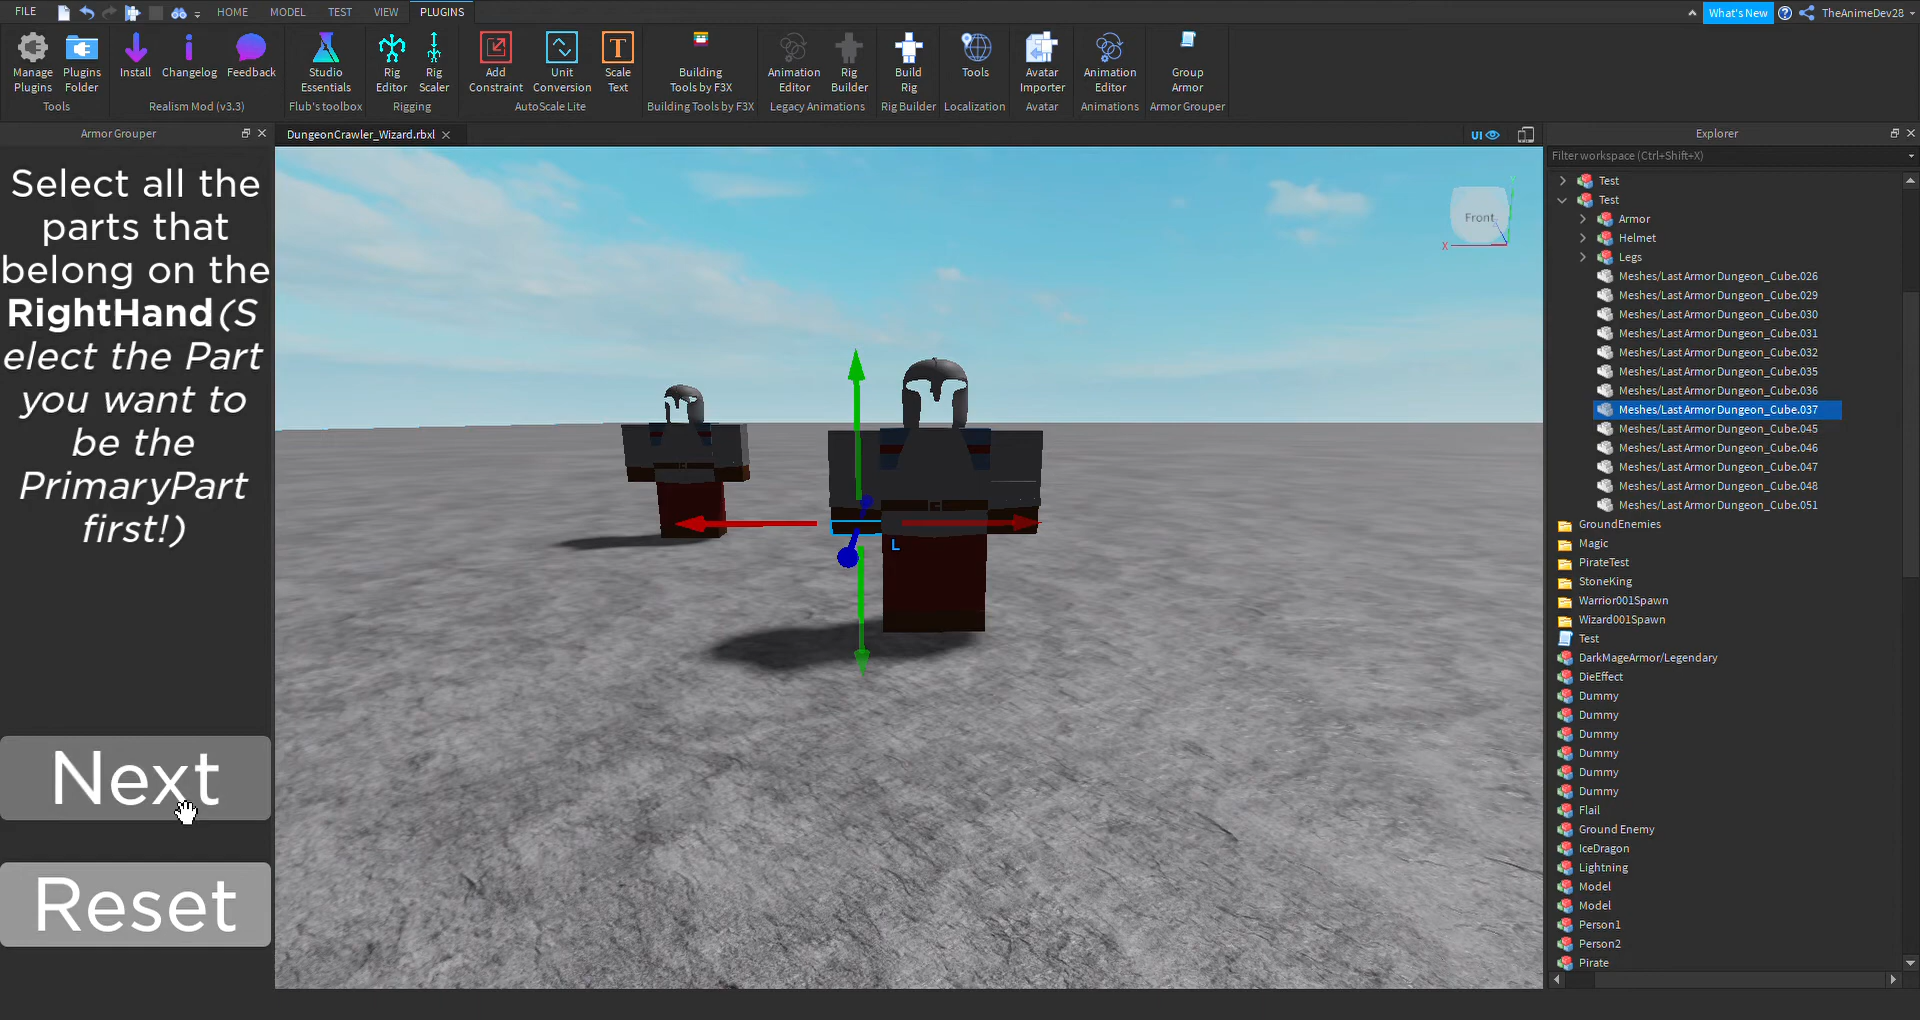 FILE
HOME
MODEL
TEST
VIEW
PLUGINS
What's New
TheAnimeDev28
Manage
Plugins
Plugins
Folder
Tools
Install
Changelog
Feedback
Realism Mod (v3.3)
Studio
Essentials
Flub's toolbox
Rig
Editor
Rig
Scaler
Rigging
Add
Constraint
Unit
Conversion
T
Scale
Text
AutoScale Lite
Building
Tools by F3X
Building Tools by F3X
Animation
Editor
Rig
Builder
Legacy Animations
Build
Rig
Rig Builder
Tools
Localization
Avatar
Importer
Avatar
Animation
Editor
Animations
Group
Armor
Armor Grouper
Armor Grouper
DungeonCrawler_Wizard.rbxl
UI
Explorer
Select all the
parts that
belong on the
RightHand(S
elect the Part
you want to
be the
PrimaryPart
first!)
Next
Reset
Front
X
L
Filter workspace (Ctrl+Shift+X)
Test
Test
Armor
Helmet
Legs
Meshes/Last Armor Dungeon_Cube.026
Meshes/Last Armor Dungeon_Cube.029
Meshes/Last Armor Dungeon_Cube.030
Meshes/Last Armor Dungeon_Cube.031
Meshes/Last Armor Dungeon_Cube.032
Meshes/Last Armor Dungeon_Cube.035
Meshes/Last Armor Dungeon_Cube.036
Meshes/Last Armor Dungeon_Cube.037
Meshes/Last Armor Dungeon_Cube.045
Meshes/Last Armor Dungeon_Cube.046
Meshes/Last Armor Dungeon_Cube.047
Meshes/Last Armor Dungeon_Cube.048
Meshes/Last Armor Dungeon_Cube.051
GroundEnemies
Magic
PirateTest
StoneKing
Warrior001Spawn
Wizard001Spawn
Test
DarkMageArmor/Legendary
DieEffect
Dummy
Dummy
Dummy
Dummy
Dummy
Dummy
Flail
Ground Enemy
IceDragon
Lightning
Model
Model
Person1
Person2
Pirate